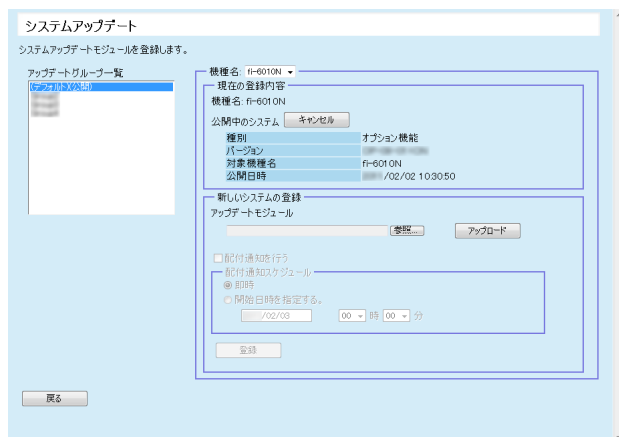 システムアップデート
システムアップデートモジュールを登録します。
アップデートグループ一覧
(デフォルト)(公開)
機種名: fi-6010N
現在の登録内容
機種名: fi-6010N
公開中のシステム キャンセル
種別 オプション機能
バージョン
対象機種名 fi-6010N
公開日時 /02/02 10:30:50
新しいシステムの登録
アップデートモジュール
参照... アップロード
配付通知を行う
配付通知スケジュール
即時
開始日時を指定する。
/02/03 00 時 00 分
登録
戻る